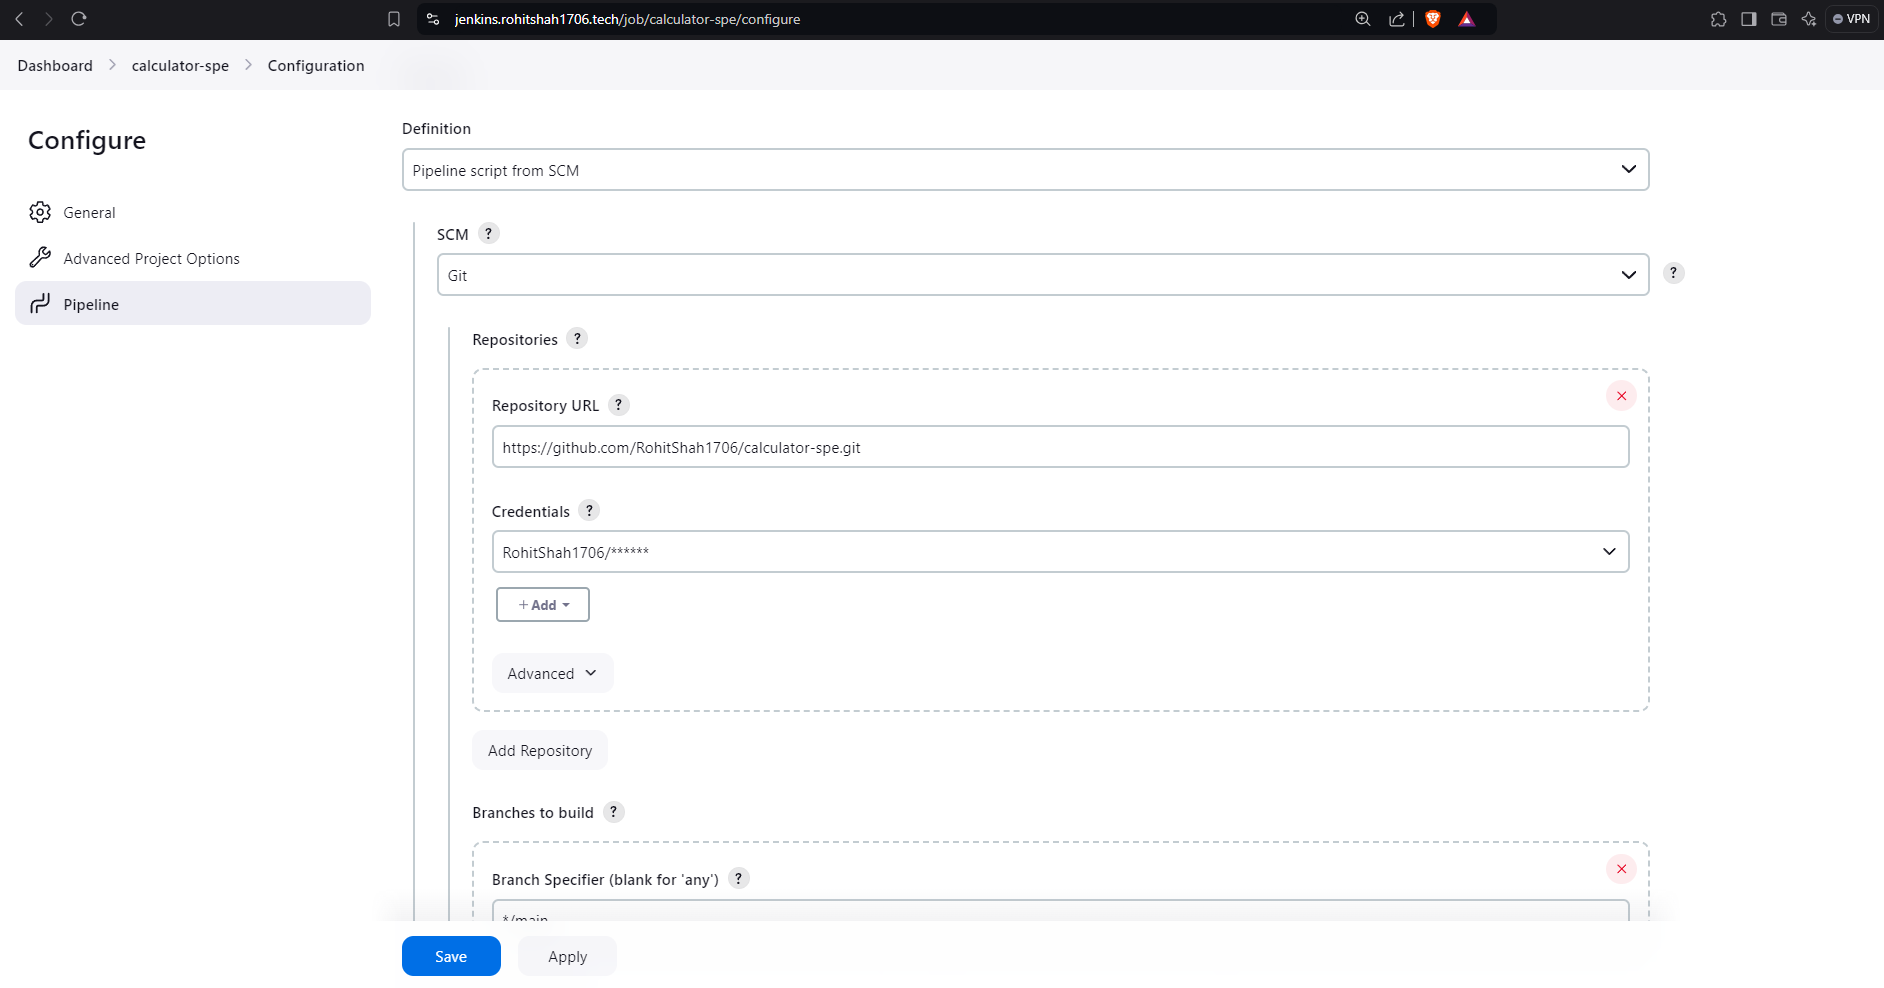 jenkins.rohitshah1706.tech/job/calculator-spe/configure
VPN
Dashboard > calculator-spe > Configuration
Configure
General
Advanced Project Options
Pipeline
Definition
Pipeline script from SCM
SCM ?
Git
?
Repositories ?
Repository URL ?
https://github.com/RohitShah1706/calculator-spe.git
Credentials ?
RohitShah1706/******
+ Add
Advanced
Add Repository
Branches to build ?
Branch Specifier (blank for 'any') ?
*/main
Save
Apply